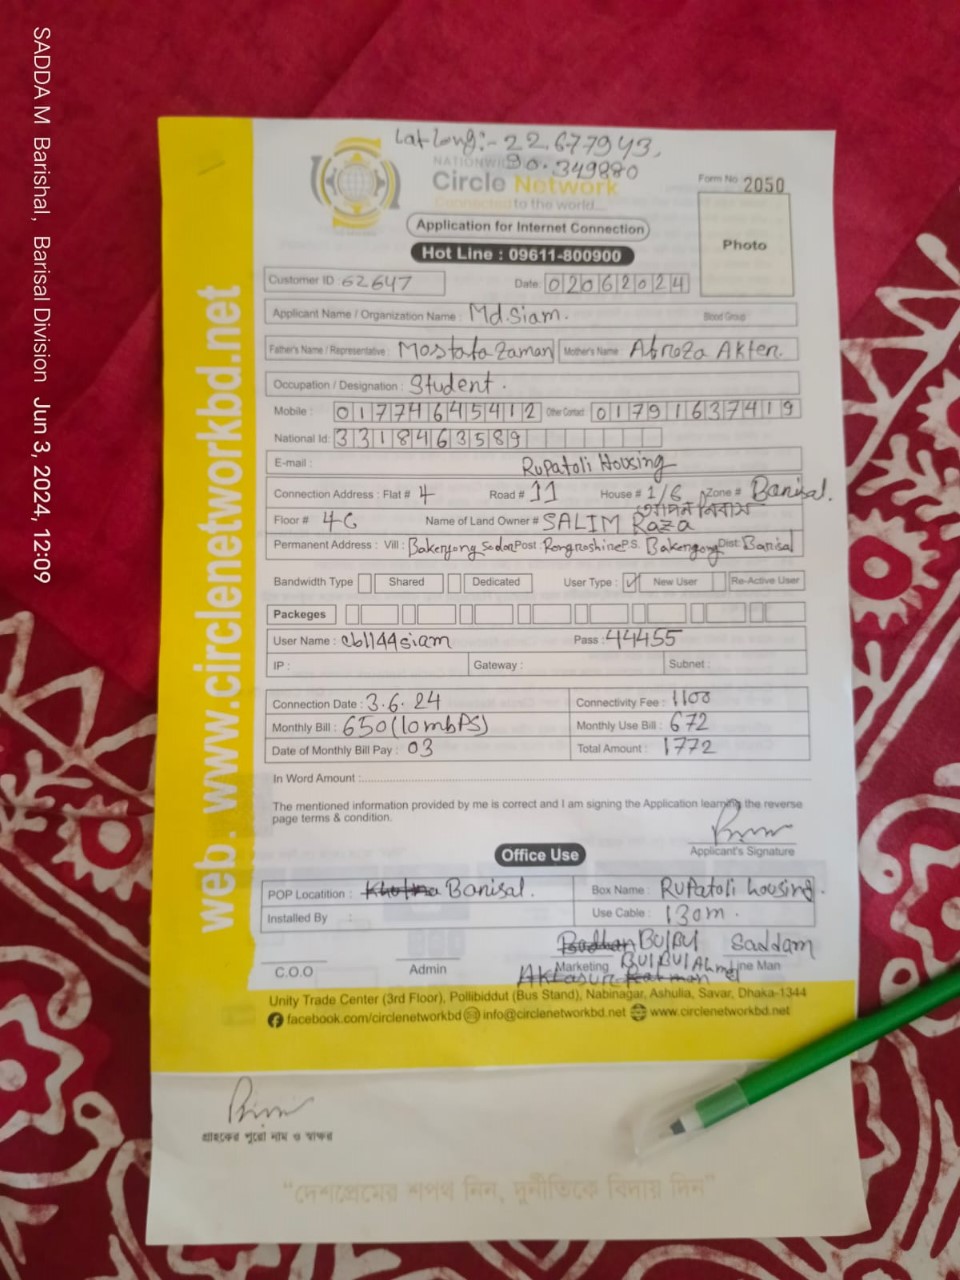 SADDA M Barishal, Barisal Division Jun 3, 2024, 12:09
web. www.circlenetworkbd.net
Lat Long:- 22.677943,
90.349880
NATIONWIDE
Circle Network
Connected to the world...
Form No 2050
Application for Internet Connection
Hot Line : 09611-800900
Photo
Customer ID : 62647 Date: 02062024
Applicant Name / Organization Name : Md.Siam. Blood Group
Father's Name / Representative : Mostafa Zaman Mother's Name : Afroza Akter.
Occupation / Designation : Student.
Mobile : 01774645412 Other Contact : 01791637419
National Id: 3318463589
E-mail : Rupatoli Housing
Connection Address : Flat # 4 Road # 11 House # 1/6 Zone # Barisal.
Floor # 4C Name of Land Owner # SALIM Raza
Permanent Address : Vill : Post : P.S. Dist: Barisal
Bandwidth Type Shared Dedicated User Type : ✓ New User Re-Active User
Packeges
User Name : cb1144siam Pass : 44455
IP : Gateway : Subnet :
Connection Date : 3.6.24 Connectivity Fee : 1100
Monthly Bill : 650(10mbPS) Monthly Use Bill : 672
Date of Monthly Bill Pay : 03 Total Amount : 1772
In Word Amount :
The mentioned information provided by me is correct and I am signing the Application learning the reverse
page terms & condition.
Applicant's Signature
Office Use
POP Locatition : Khulna Barisal. Box Name : Rupatoli housing.
Installed By : Use Cable : 130m.
Bulbul Saddam
C.O.O Admin Marketing Bulbul Ahmed Line Man
Unity Trade Center (3rd Floor), Pollibiddut (Bus Stand), Nabinagar, Ashulia, Savar, Dhaka-1344
facebook.com/circlenetworkbd info@circlenetworkbd.net www.circlenetworkbd.net
গ্রাহকের পুরো নাম ও স্বাক্ষর
"দেশপ্রেমের শপথ নিন, দুর্নীতিকে বিদায় দিন"